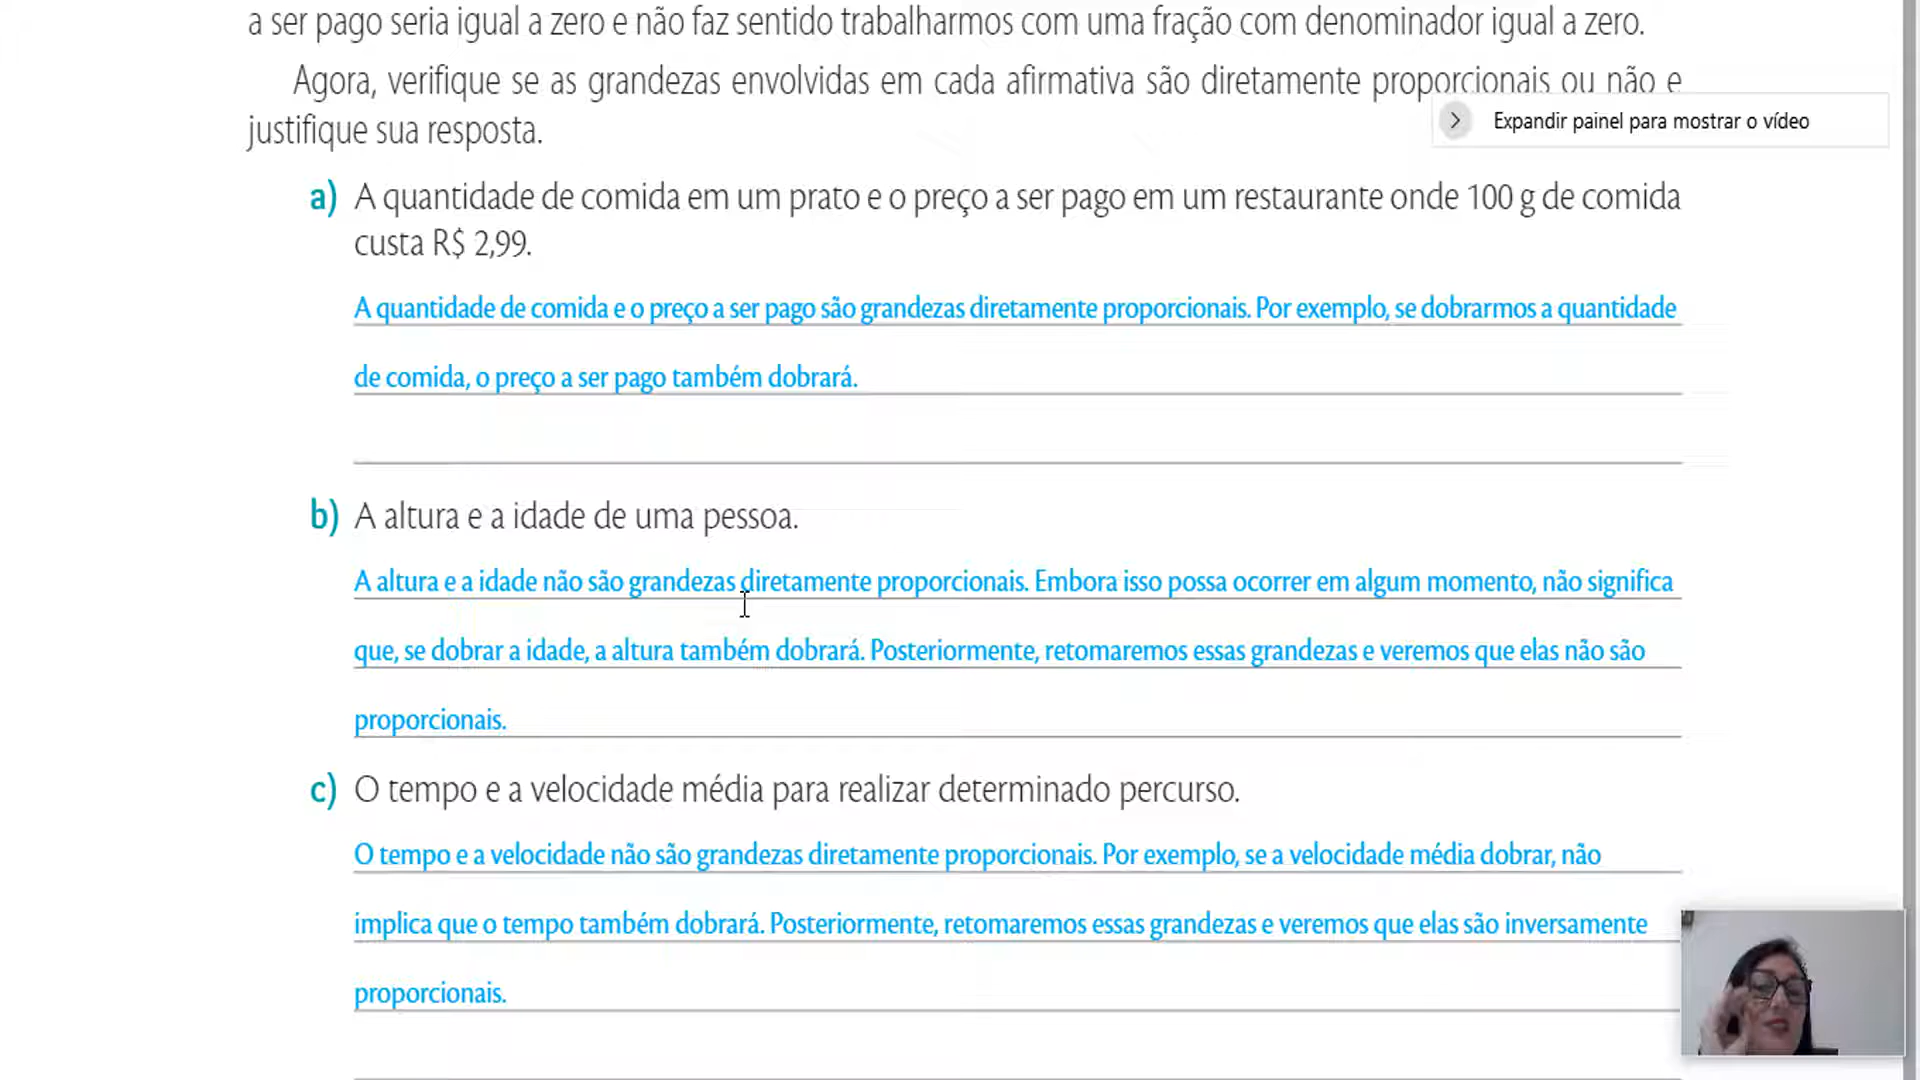 a ser pago seria igual a zero e não faz sentido trabalharmos com uma fração com denominador igual a zero.
Agora, verifique se as grandezas envolvidas em cada afirmativa são diretamente proporcionais ou não e
justifique sua resposta.
Expandir painel para mostrar o vídeo
a) A quantidade de comida em um prato e o preço a ser pago em um restaurante onde 100 g de comida
custa R$ 2,99.
A quantidade de comida e o preço a ser pago são grandezas diretamente proporcionais. Por exemplo, se dobrarmos a quantidade
de comida, o preço a ser pago também dobrará.
b) A altura e a idade de uma pessoa.
A altura e a idade não são grandezas diretamente proporcionais. Embora isso possa ocorrer em algum momento, não significa
que, se dobrar a idade, a altura também dobrará. Posteriormente, retomaremos essas grandezas e veremos que elas não são
proporcionais.
c) O tempo e a velocidade média para realizar determinado percurso.
O tempo e a velocidade não são grandezas diretamente proporcionais. Por exemplo, se a velocidade média dobrar, não
implica que o tempo também dobrará. Posteriormente, retomaremos essas grandezas e veremos que elas são inversamente
proporcionais.